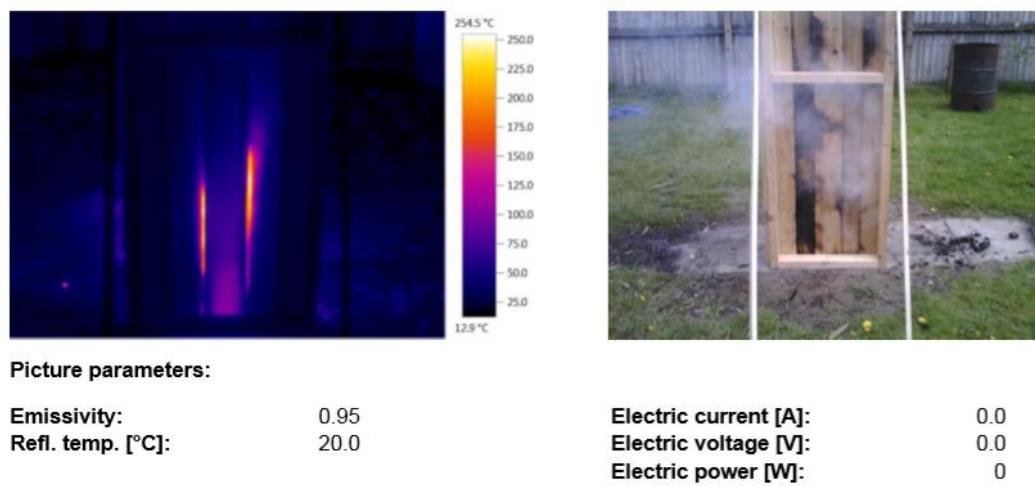 254.5 °C
250.0
225.0
200.0
175.0
150.0
125.0
100.0
75.0
50.0
25.0
12.9 °C
Picture parameters:
Emissivity: 0.95
Refl. temp. [°C]: 20.0
Electric current [A]: 0.0
Electric voltage [V]: 0.0
Electric power [W]: 0